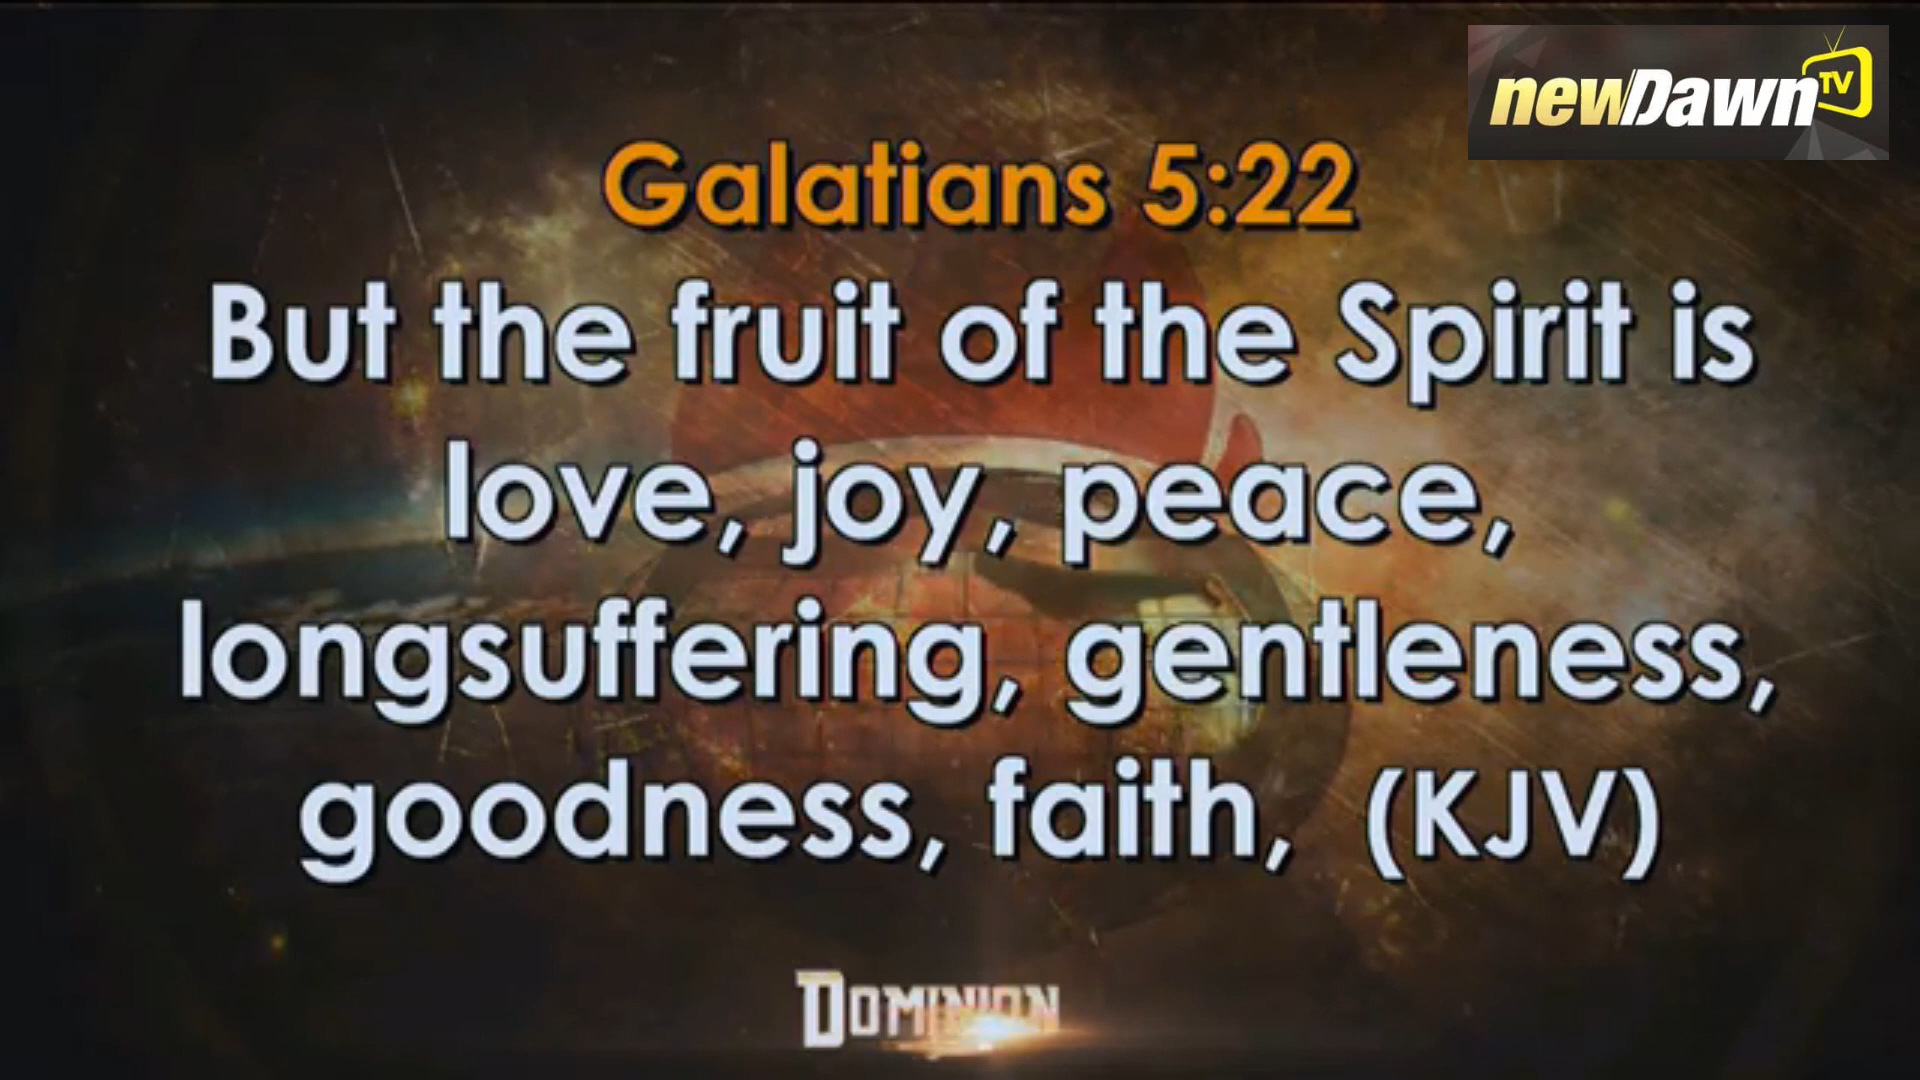 newDawn TV
Galatians 5:22
But the fruit of the Spirit is
love, joy, peace,
longsuffering, gentleness,
goodness, faith, (KJV)
DOMINION